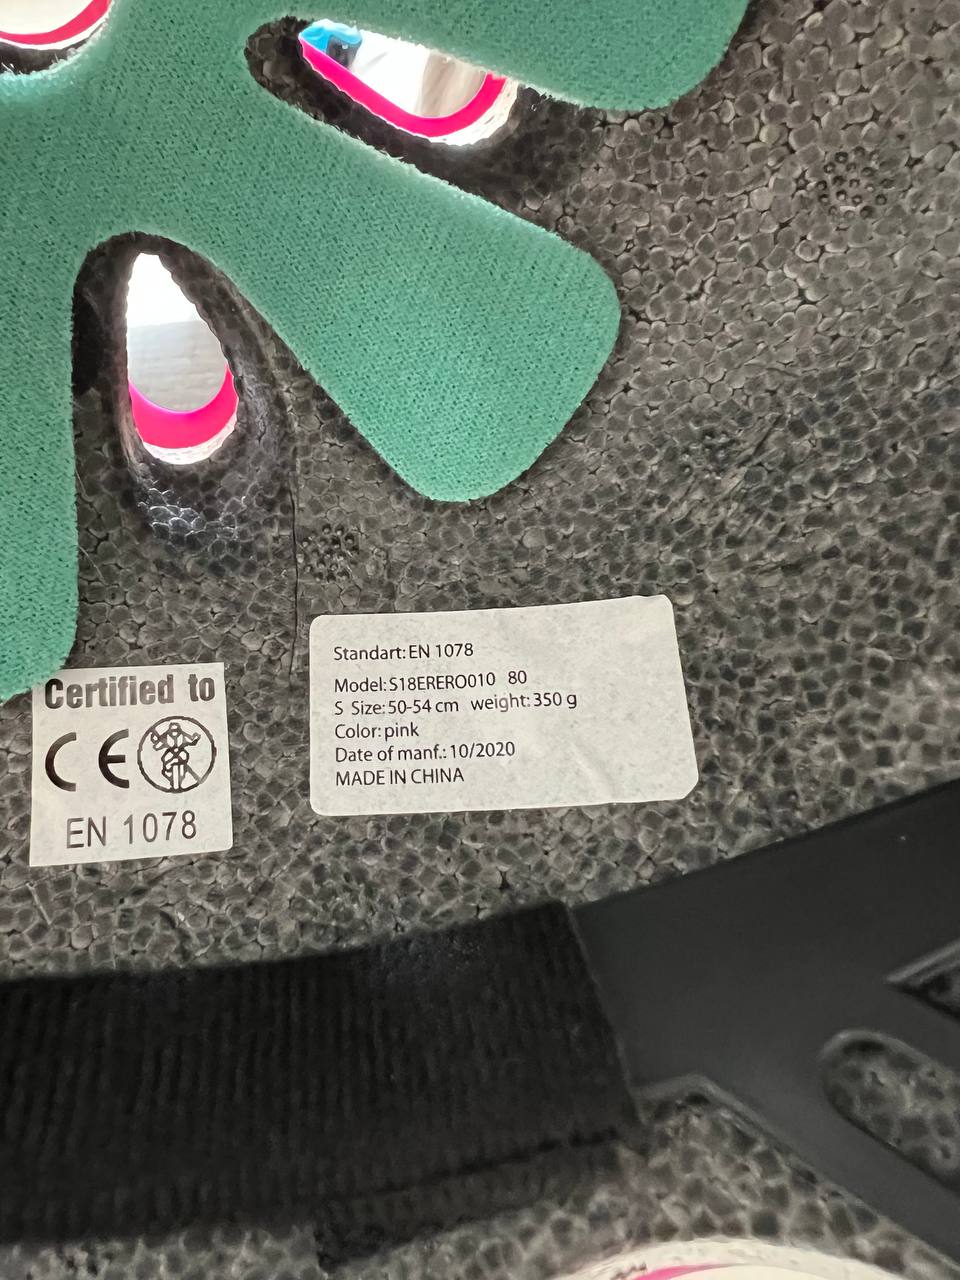 Certified to
CE
EN 1078
Standart: EN 1078
Model: S18ERERO010 80
S Size: 50-54 cm weight: 350 g
Color: pink
Date of manf.: 10/2020
MADE IN CHINA